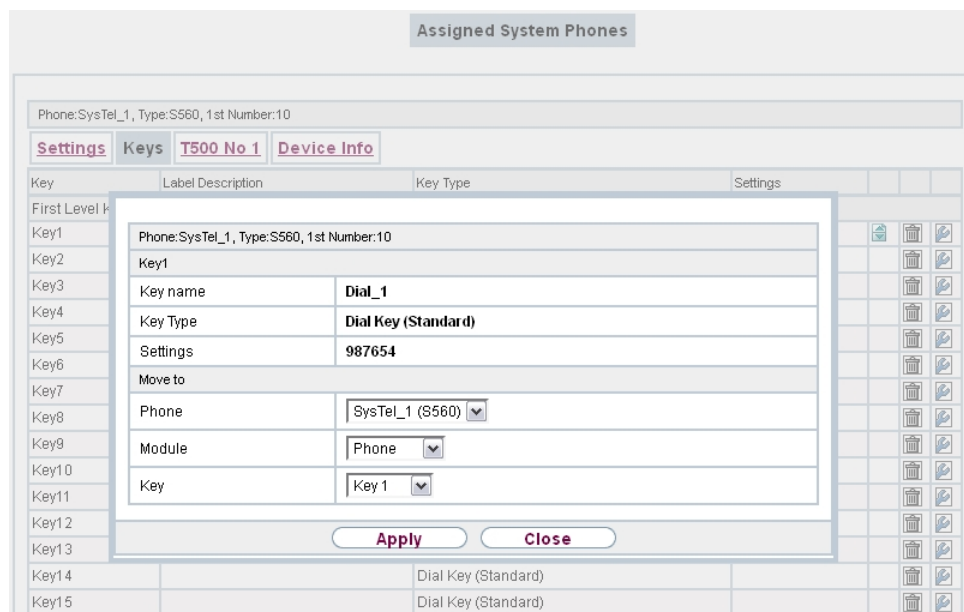 Assigned System Phones
Phone:SysTel_1, Type:S560, 1st Number:10
Settings Keys T500 No 1 Device Info
Key Label Description Key Type Settings
First Level K
Key1
Key2
Key3
Key4
Key5
Key6
Key7
Key8
Key9
Key10
Key11
Key12
Key13
Phone:SysTel_1, Type:S560, 1st Number:10
Key1
Key name Dial_1
Key Type Dial Key (Standard)
Settings 987654
Move to
Phone SysTel_1 (S560)
Module Phone
Key Key 1
Apply Close
Key14 Dial Key (Standard)
Key15 Dial Key (Standard)